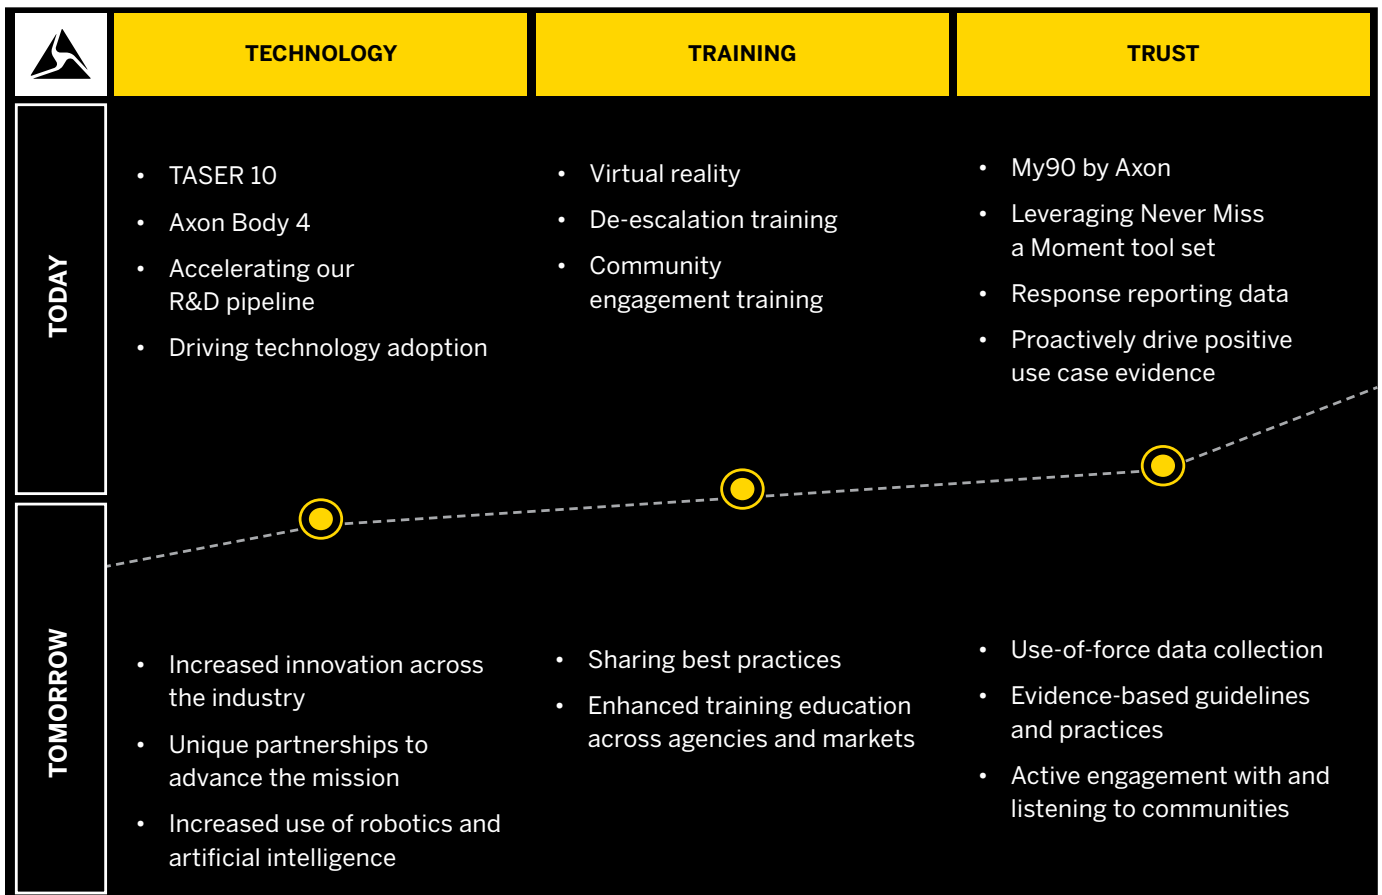 TECHNOLOGY
TRAINING
TRUST
TODAY
• TASER 10
• Axon Body 4
• Accelerating our
R&D pipeline
• Driving technology adoption
• Virtual reality
• De-escalation training
• Community
engagement training
• My90 by Axon
• Leveraging Never Miss
a Moment tool set
• Response reporting data
• Proactively drive positive
use case evidence
TOMORROW
• Increased innovation across
the industry
• Unique partnerships to
advance the mission
• Increased use of robotics and
artificial intelligence
• Sharing best practices
• Enhanced training education
across agencies and markets
• Use-of-force data collection
• Evidence-based guidelines
and practices
• Active engagement with and
listening to communities